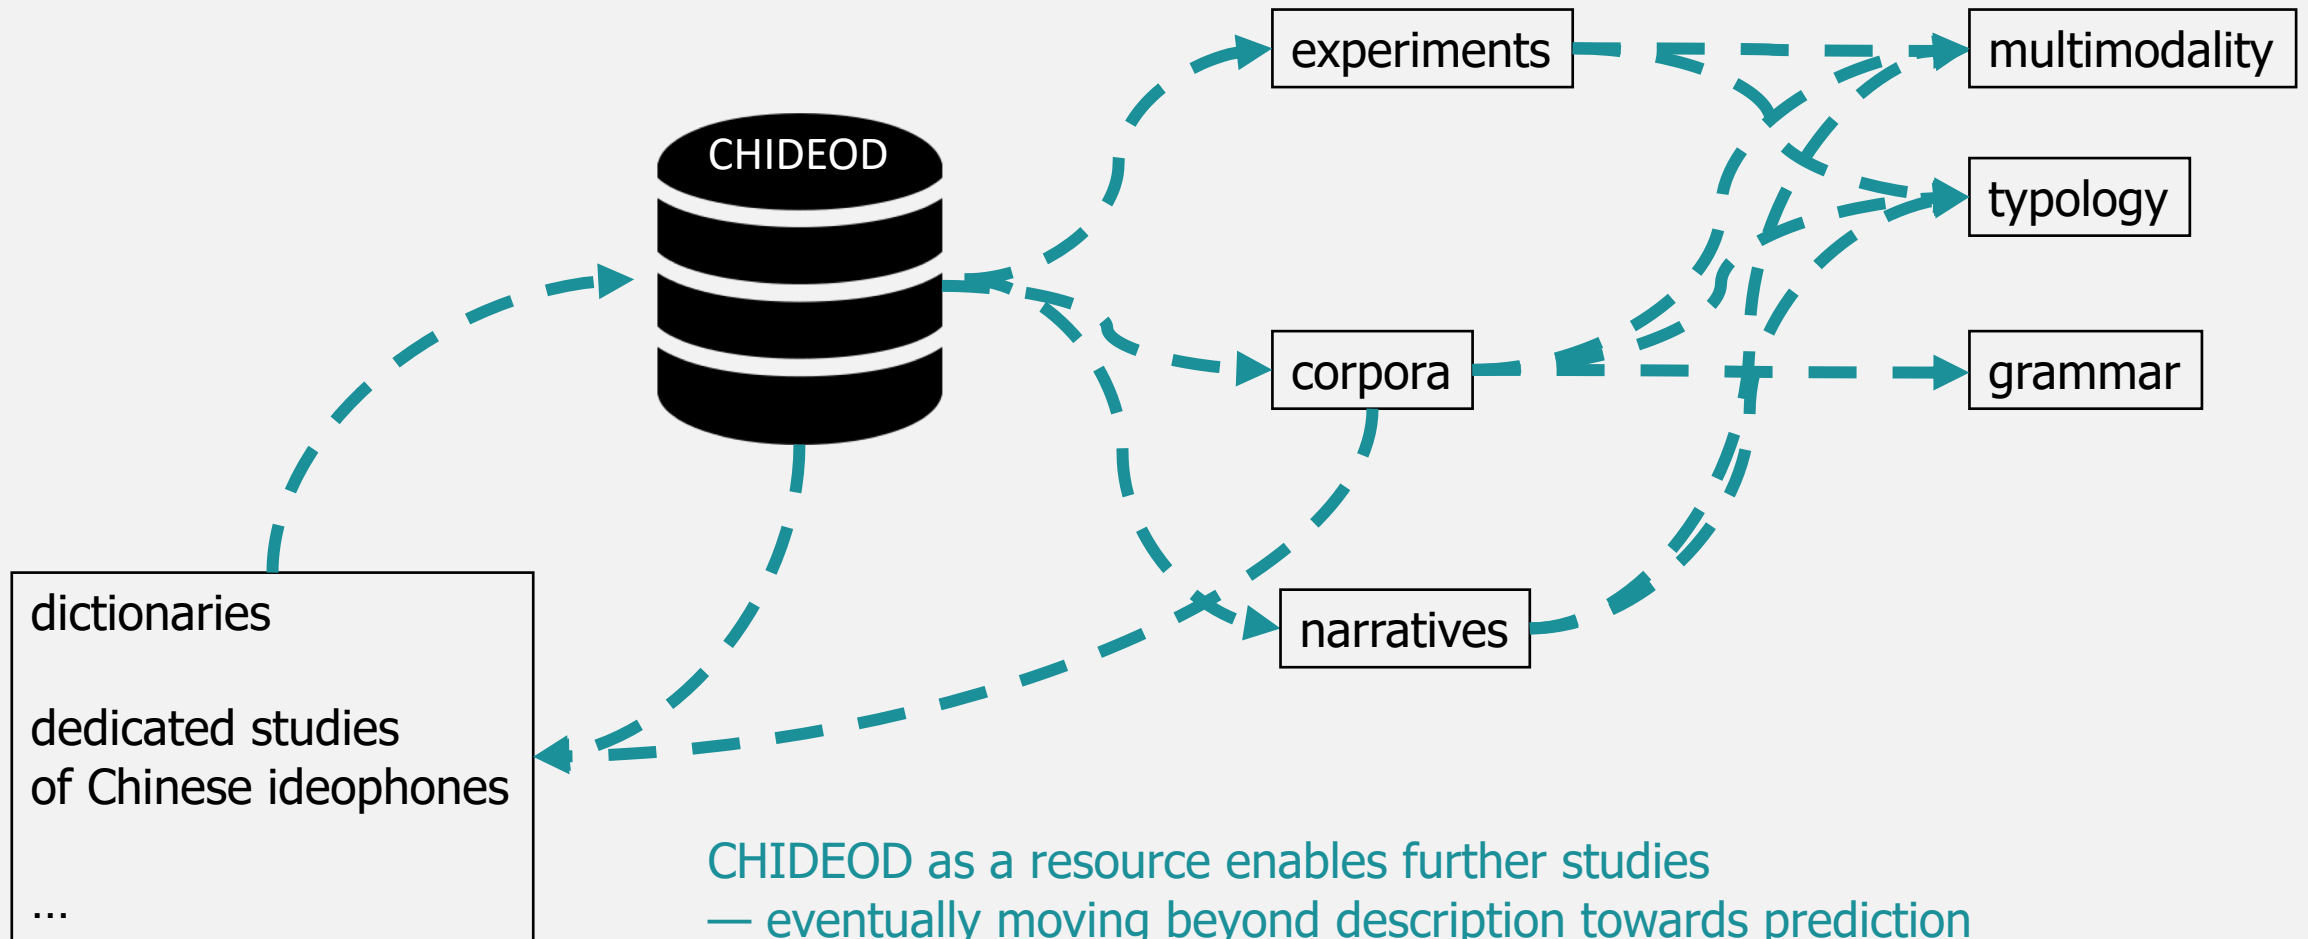 CHIDEOD
experiments
multimodality
typology
corpora
grammar
narratives
dictionaries
dedicated studies
of Chinese ideophones
...
CHIDEOD as a resource enables further studies
— eventually moving beyond description towards prediction